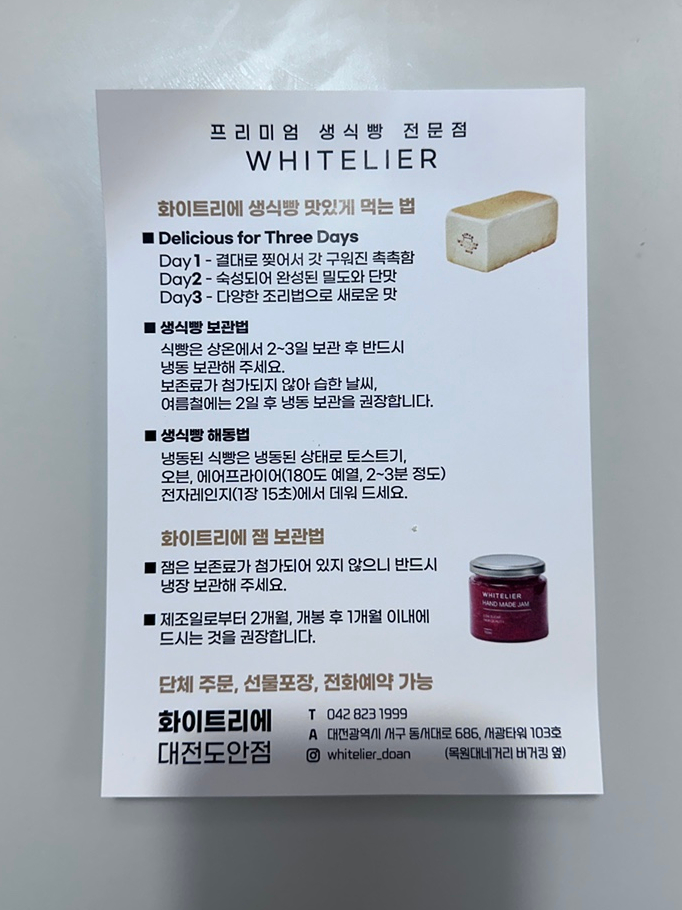 프리미엄 생식빵 전문점
WHITELIER
화이트리에 생식빵 맛있게 먹는 법
■ Delicious for Three Days
Day1 - 결대로 찢어서 갓 구워진 촉촉함
Day2 - 숙성되어 완성된 밀도와 단맛
Day3 - 다양한 조리법으로 새로운 맛
■ 생식빵 보관법
식빵은 상온에서 2~3일 보관 후 반드시
냉동 보관해 주세요.
보존료가 첨가되지 않아 습한 날씨,
여름철에는 2일 후 냉동 보관을 권장합니다.
■ 생식빵 해동법
냉동된 식빵은 냉동된 상태로 토스트기,
오븐, 에어프라이어(180도 예열, 2~3분 정도)
전자레인지(1장 15초)에서 데워 드세요.
화이트리에 잼 보관법
■ 잼은 보존료가 첨가되어 있지 않으니 반드시
냉장 보관해 주세요.
WHITELIER
HAND MADE JAM
■ 제조일로부터 2개월, 개봉 후 1개월 이내에
드시는 것을 권장합니다.
단체 주문, 선물포장, 전화예약 가능
화이트리에
대전도안점
T 042 823 1999
A 대전광역시 서구 동서대로 686, 서광타워 103호
whitelier_doan (목원대네거리 버거킹 옆)